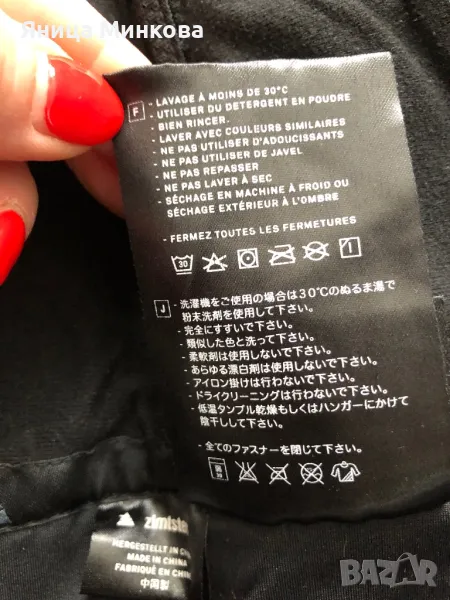 Яница Минкова
F
- LAVAGE À MOINS DE 30°C
- UTILISER DU DETERGENT EN POUDRE
- BIEN RINCER.
- LAVER AVEC COULEURS SIMILAIRES
- NE PAS UTILISER D'ADOUCISSANTS
- NE PAS UTILISER DE JAVEL
- NE PAS REPASSER
- NE PAS LAVER À SEC
- SÉCHAGE EN MACHINE À FROID OU
SÉCHAGE EXTÉRIEUR À L'OMBRE
- FERMEZ TOUTES LES FERMETURES
30
J
- 洗濯機をご使用の場合は30℃のぬるま湯で
粉末洗剤を使用して下さい。
- 完全にすすいで下さい。
- 類似した色と洗って下さい。
- 柔軟剤は使用しないで下さい。
- あらゆる漂白剤は使用しないで下さい。
- アイロン掛けは行わないで下さい。
- ドライクリーニングは行わないで下さい。
- 低温タンブル乾燥もしくはハンガーにかけて
陰干しして下さい。
- 全てのファスナーを閉じて下さい。
HERGESTELLT IN
MADE IN CHINA
FABRIQUÉ EN CHINE
中国製
BAZAR